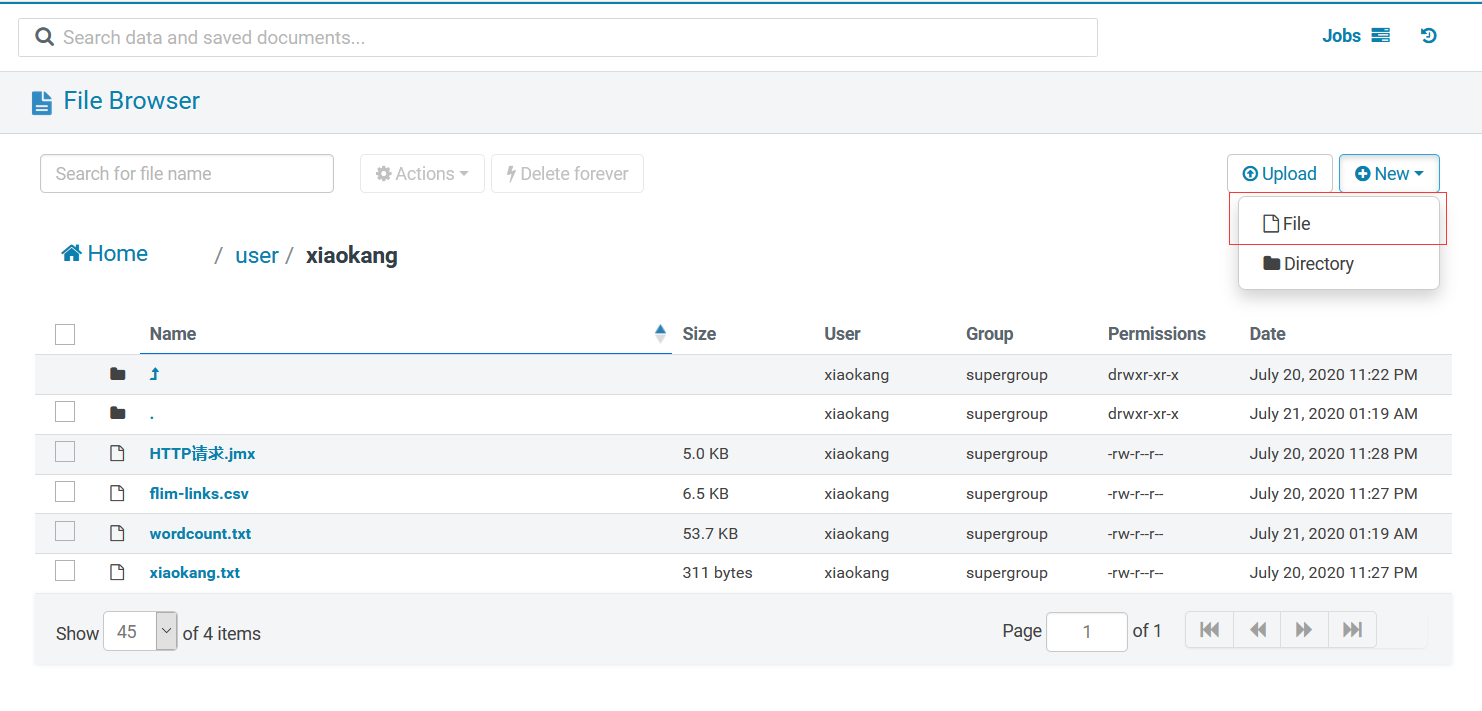 Search data and saved documents...
Jobs
File Browser
Search for file name
Actions
Delete forever
Upload
New
File
Directory
Home / user / xiaokang
Name Size User Group Permissions Date
xiaokang supergroup drwxr-xr-x July 20, 2020 11:22 PM
. xiaokang supergroup drwxr-xr-x July 21, 2020 01:19 AM
HTTP请求.jmx 5.0 KB xiaokang supergroup -rw-r--r-- July 20, 2020 11:28 PM
flim-links.csv 6.5 KB xiaokang supergroup -rw-r--r-- July 20, 2020 11:27 PM
wordcount.txt 53.7 KB xiaokang supergroup -rw-r--r-- July 21, 2020 01:19 AM
xiaokang.txt 311 bytes xiaokang supergroup -rw-r--r-- July 20, 2020 11:27 PM
Show 45 of 4 items
Page 1 of 1